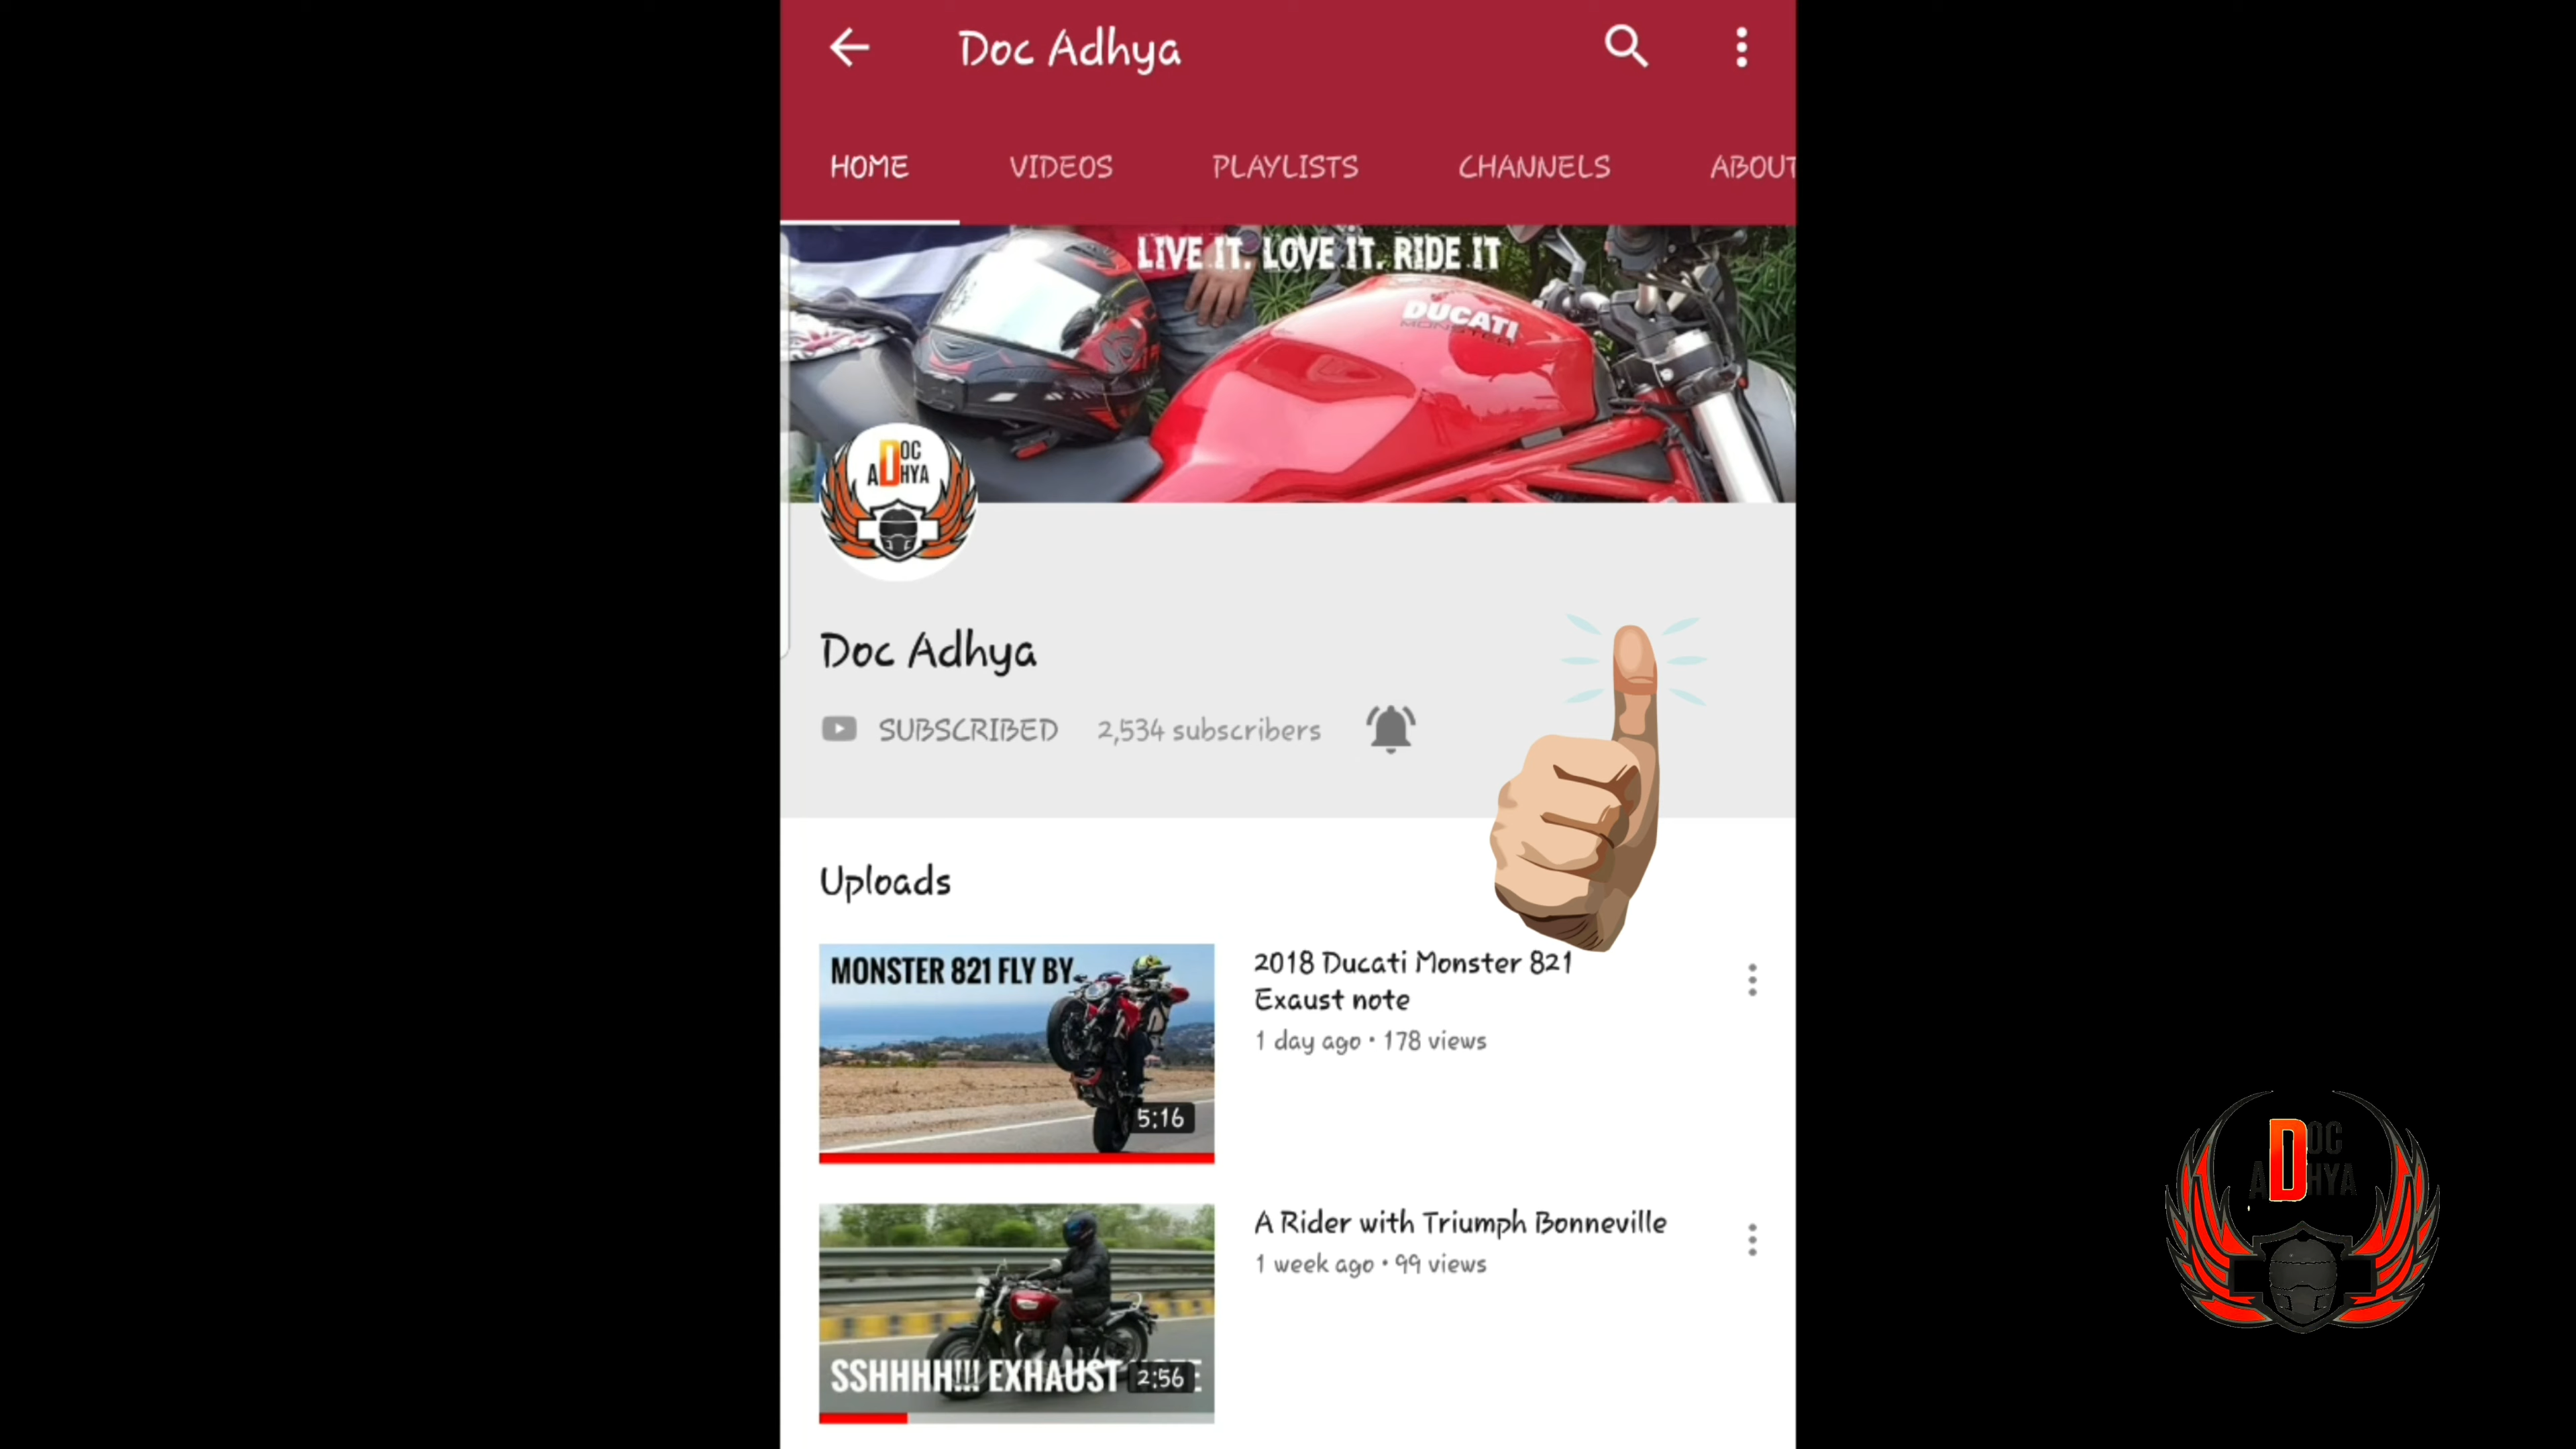 Doc Adhya
HOME VIDEOS PLAYLISTS CHANNELS ABOUT
LIVE IT. LOVE IT. RIDE IT
DUCATI
MONSTER
DOC
ADHYA
Doc Adhya
SUBSCRIBED 2,534 subscribers
Uploads
MONSTER 821 FLY BY
5:16
2018 Ducati Monster 821
Exaust note
1 day ago • 178 views
SSHHHH!!! EXHAUST
2:56
A Rider with Triumph Bonneville
1 week ago • 99 views
DOC
ADHYA